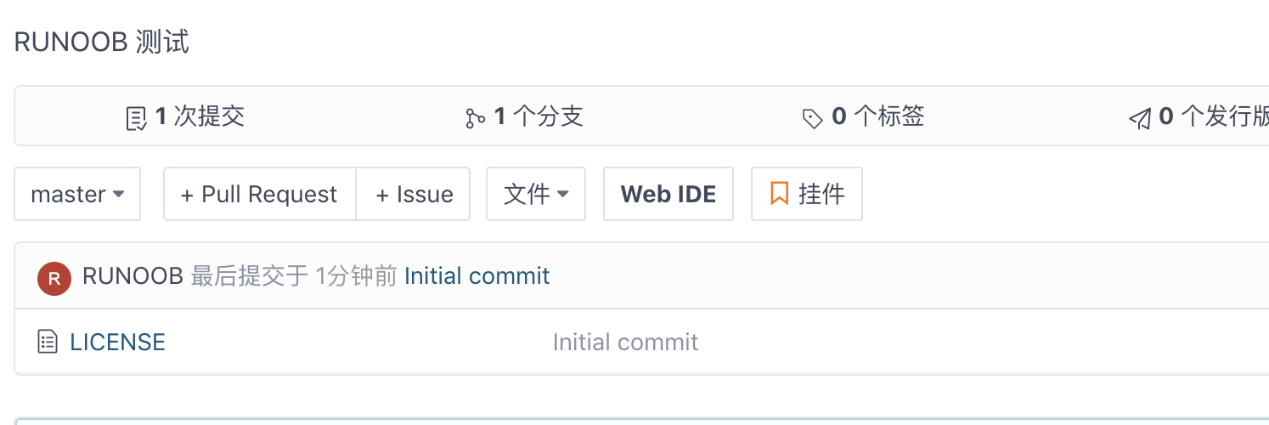 RUNOOB 测试
1 次提交 1 个分支 0 个标签 0 个发行版
master + Pull Request + Issue 文件 Web IDE 挂件
R RUNOOB 最后提交于 1分钟前 Initial commit
LICENSE Initial commit